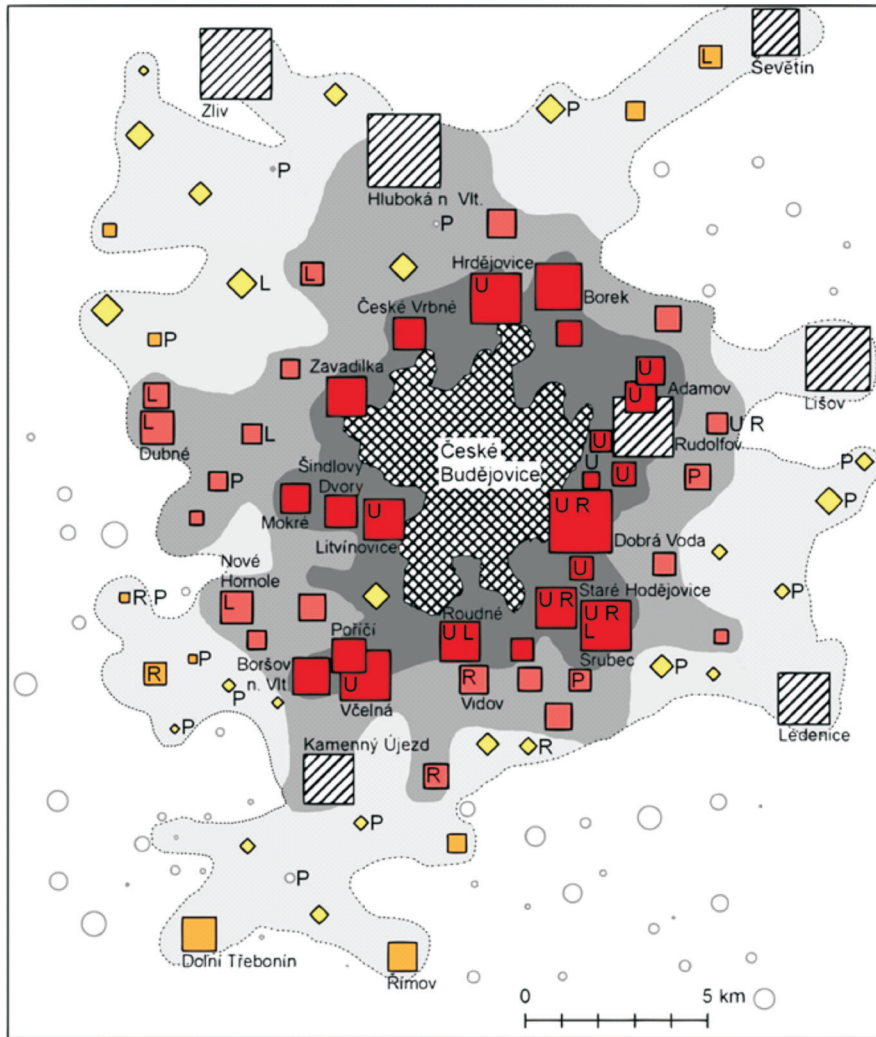 L
Ševětín
Zliv
P
P
Hluboká n Vlt.
P
L
Hrdějovice
U
L
České Vrbné
Borek
P
Zavadilka
U
Adamov
U
Lišov
L
L
Dubné
L
U R
Rudolfov
U
České
Budějovice
U
U
P
P
P
P
Šindlovy
Dvory
Mokré
U
Litvínovice
U R
Dobrá Voda
U
Nové
Homole
L
R P
P
Staré Hodějovice
U R
U R
L
Srubec
Roudné
U L
Poříčí
P
R
P
P
Boršov
n. Vlt
U
Včelná
R
Vidov
P
P
Ledenice
Kamenný Újezd
R
R
P
P
Dolní Třebonín
Římov
0
5 km